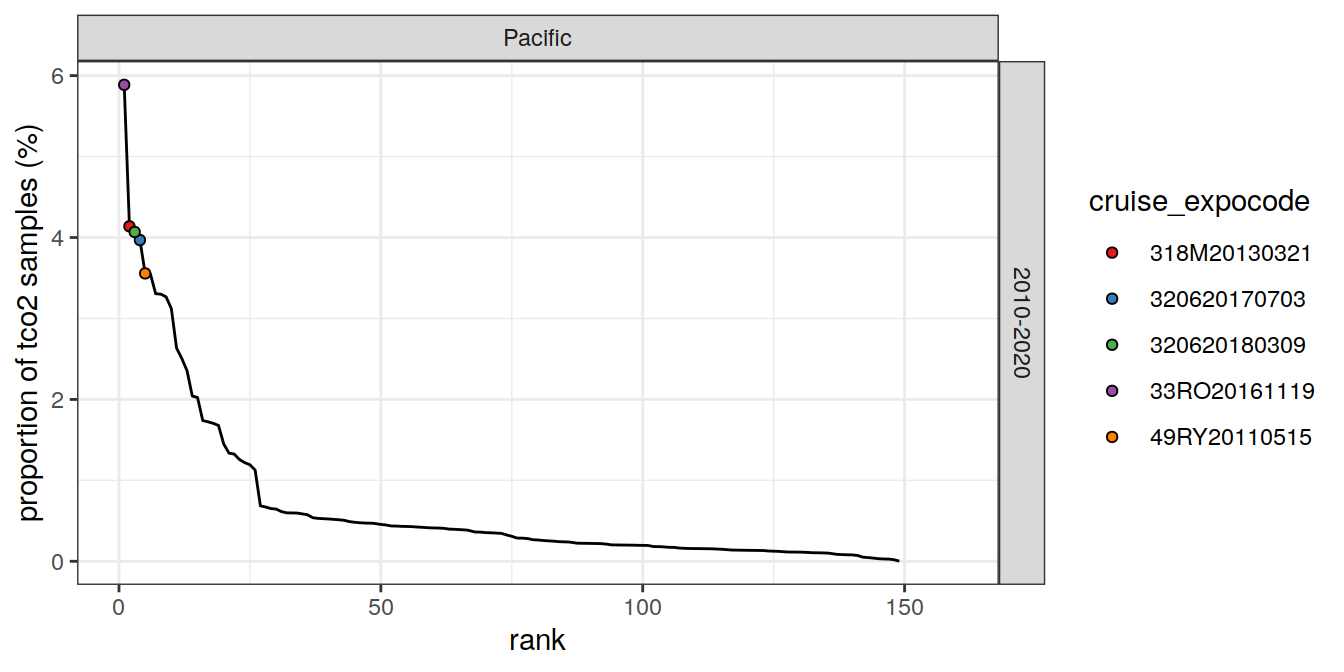 Pacific
6
4
2
0
proportion of tco2 samples (%)
0 50 100 150
rank
2010-2020
cruise_expocode
318M20130321
320620170703
320620180309
33RO20161119
49RY20110515